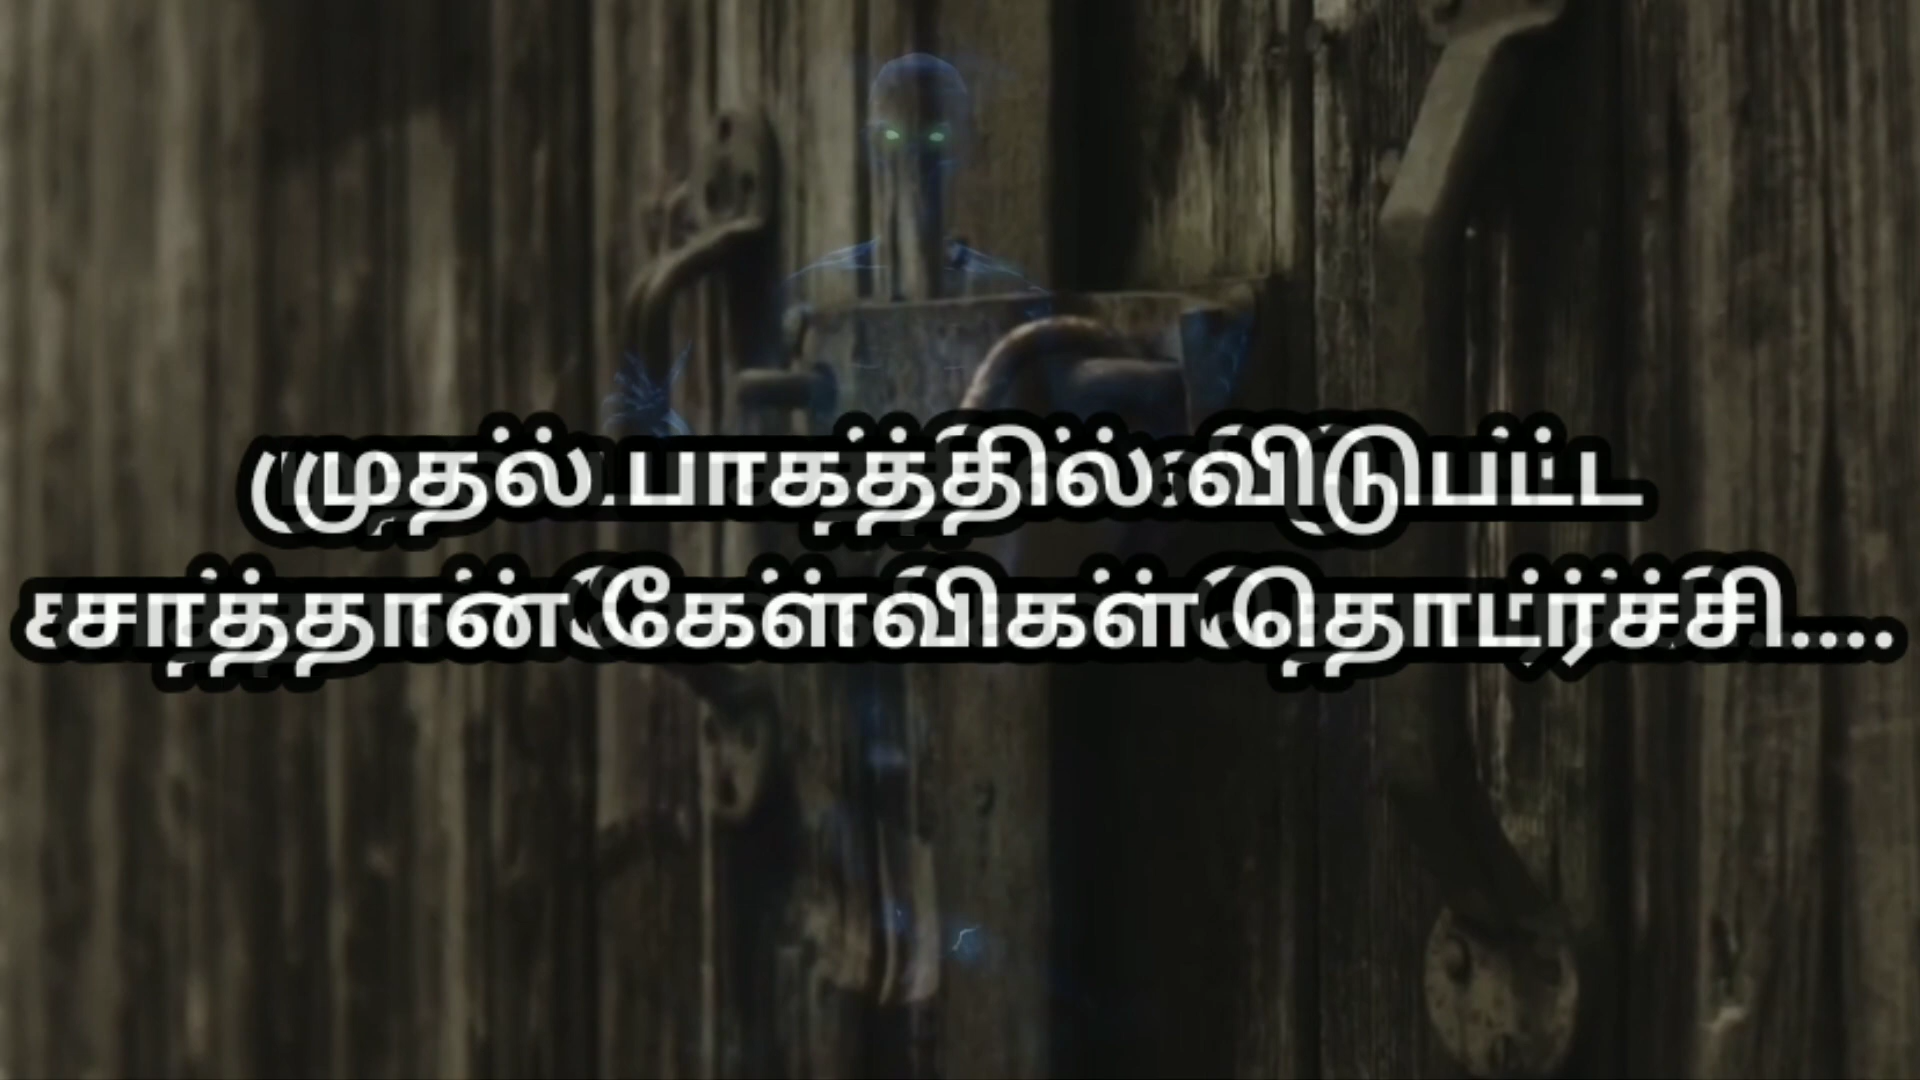 முதல் பாகத்தில் விடுபட்ட
சாத்தான் கேள்விகள் தொடர்ச்சி....